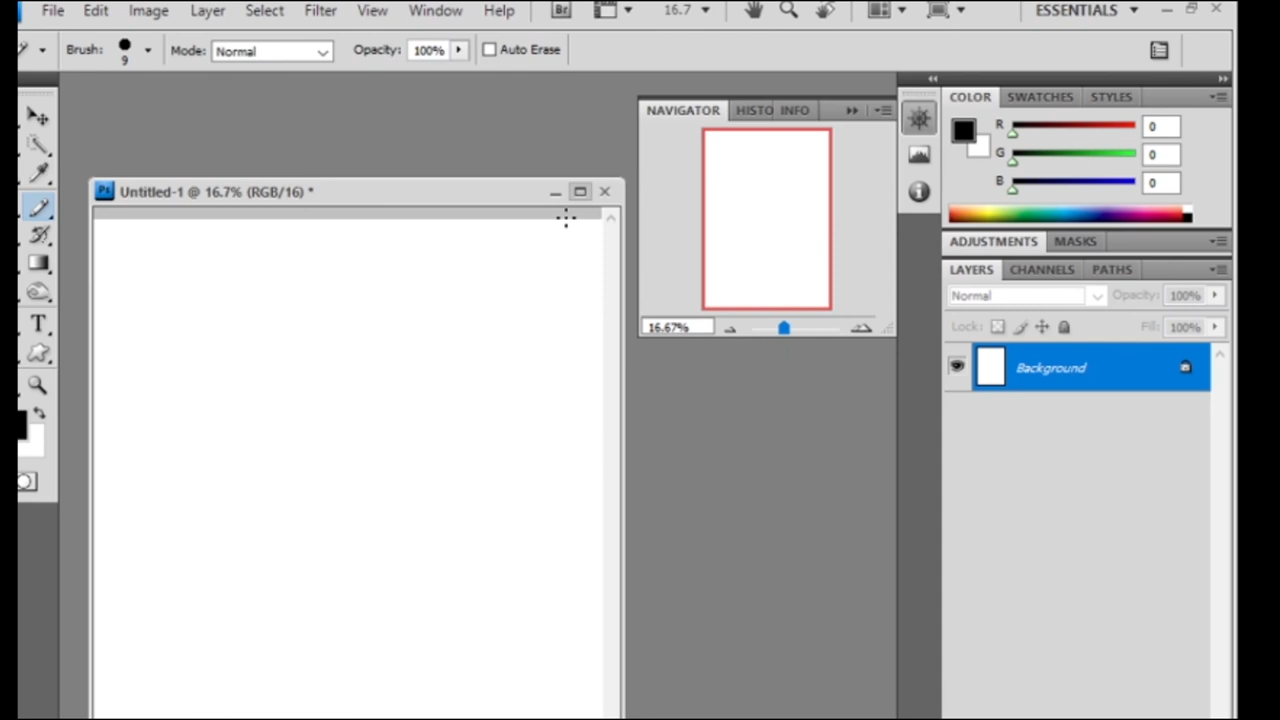 File Edit Image Layer Select Filter View Window Help Br 16.7 ESSENTIALS
Brush: 9 Mode: Normal Opacity: 100% Auto Erase
COLOR SWATCHES STYLES
NAVIGATOR HISTO INFO
R 0
G 0
B 0
Ps Untitled-1 @ 16.7% (RGB/16) *
ADJUSTMENTS MASKS
LAYERS CHANNELS PATHS
Normal Opacity: 100%
16.67%
Lock: Fill: 100%
Background
T